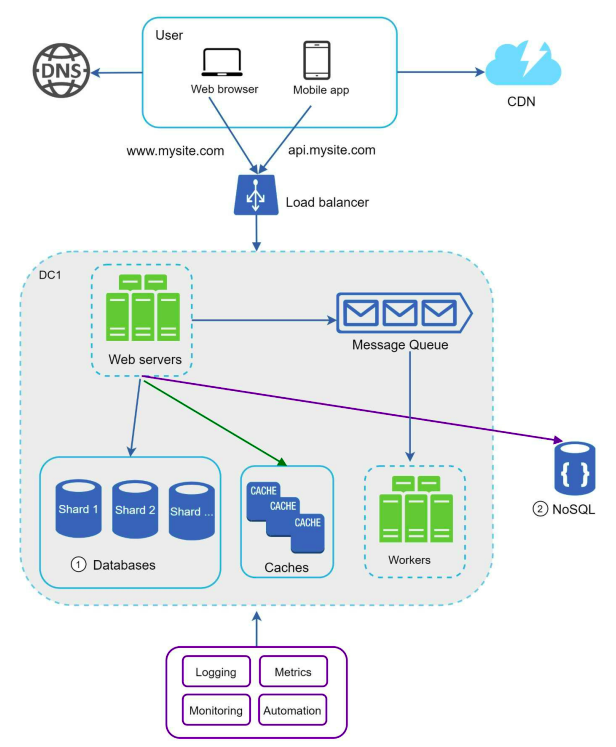 User
DNS
Web browser
Mobile app
CDN
www.mysite.com
api.mysite.com
Load balancer
DC1
Web servers
Message Queue
Shard 1
Shard 2
Shard ...
1 Databases
CACHE
CACHE
CACHE
Caches
Workers
{ }
2 NoSQL
Logging
Metrics
Monitoring
Automation